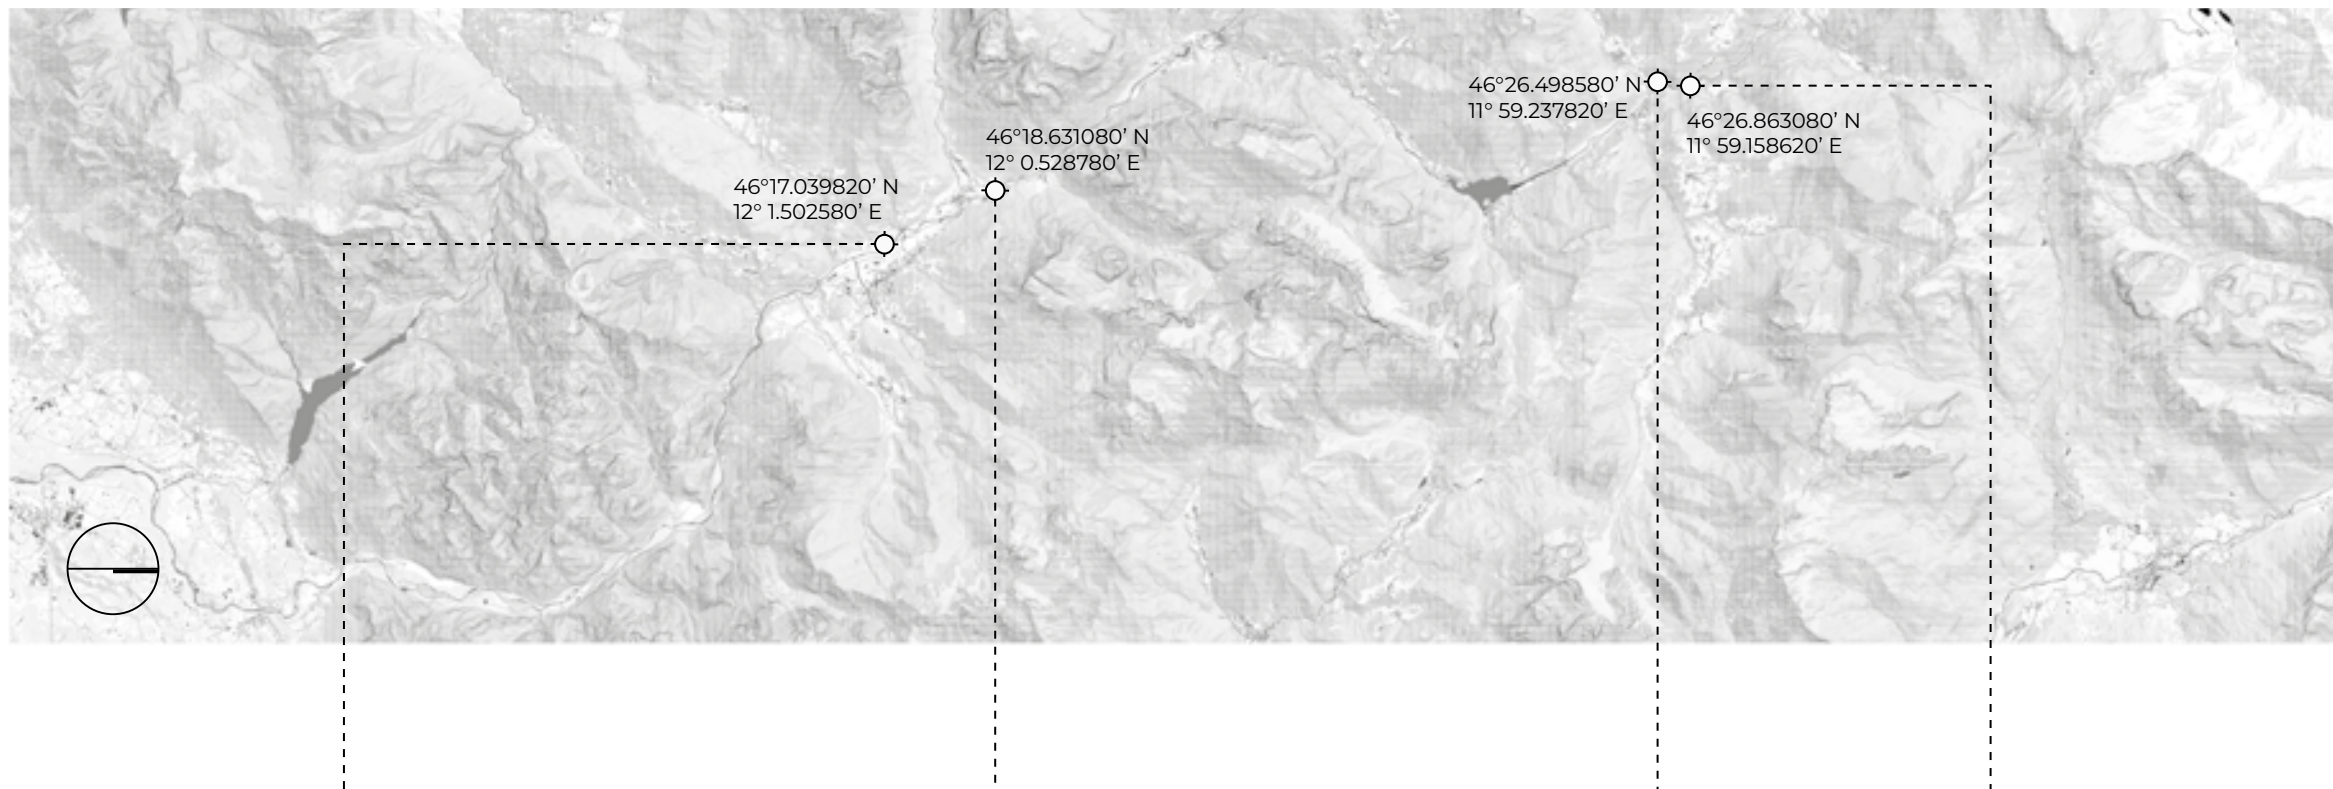 46°17.039820’ N
12° 1.502580’ E
46°18.631080’ N
12° 0.528780’ E
46°26.498580’ N
11° 59.237820’ E
46°26.863080’ N
11° 59.158620’ E